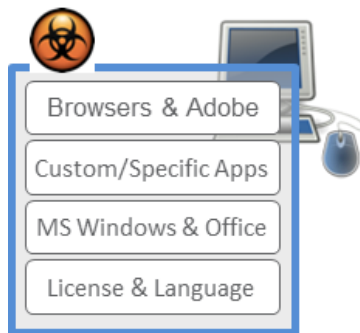 Browsers & Adobe
Custom/Specific Apps
MS Windows & Office
License & Language